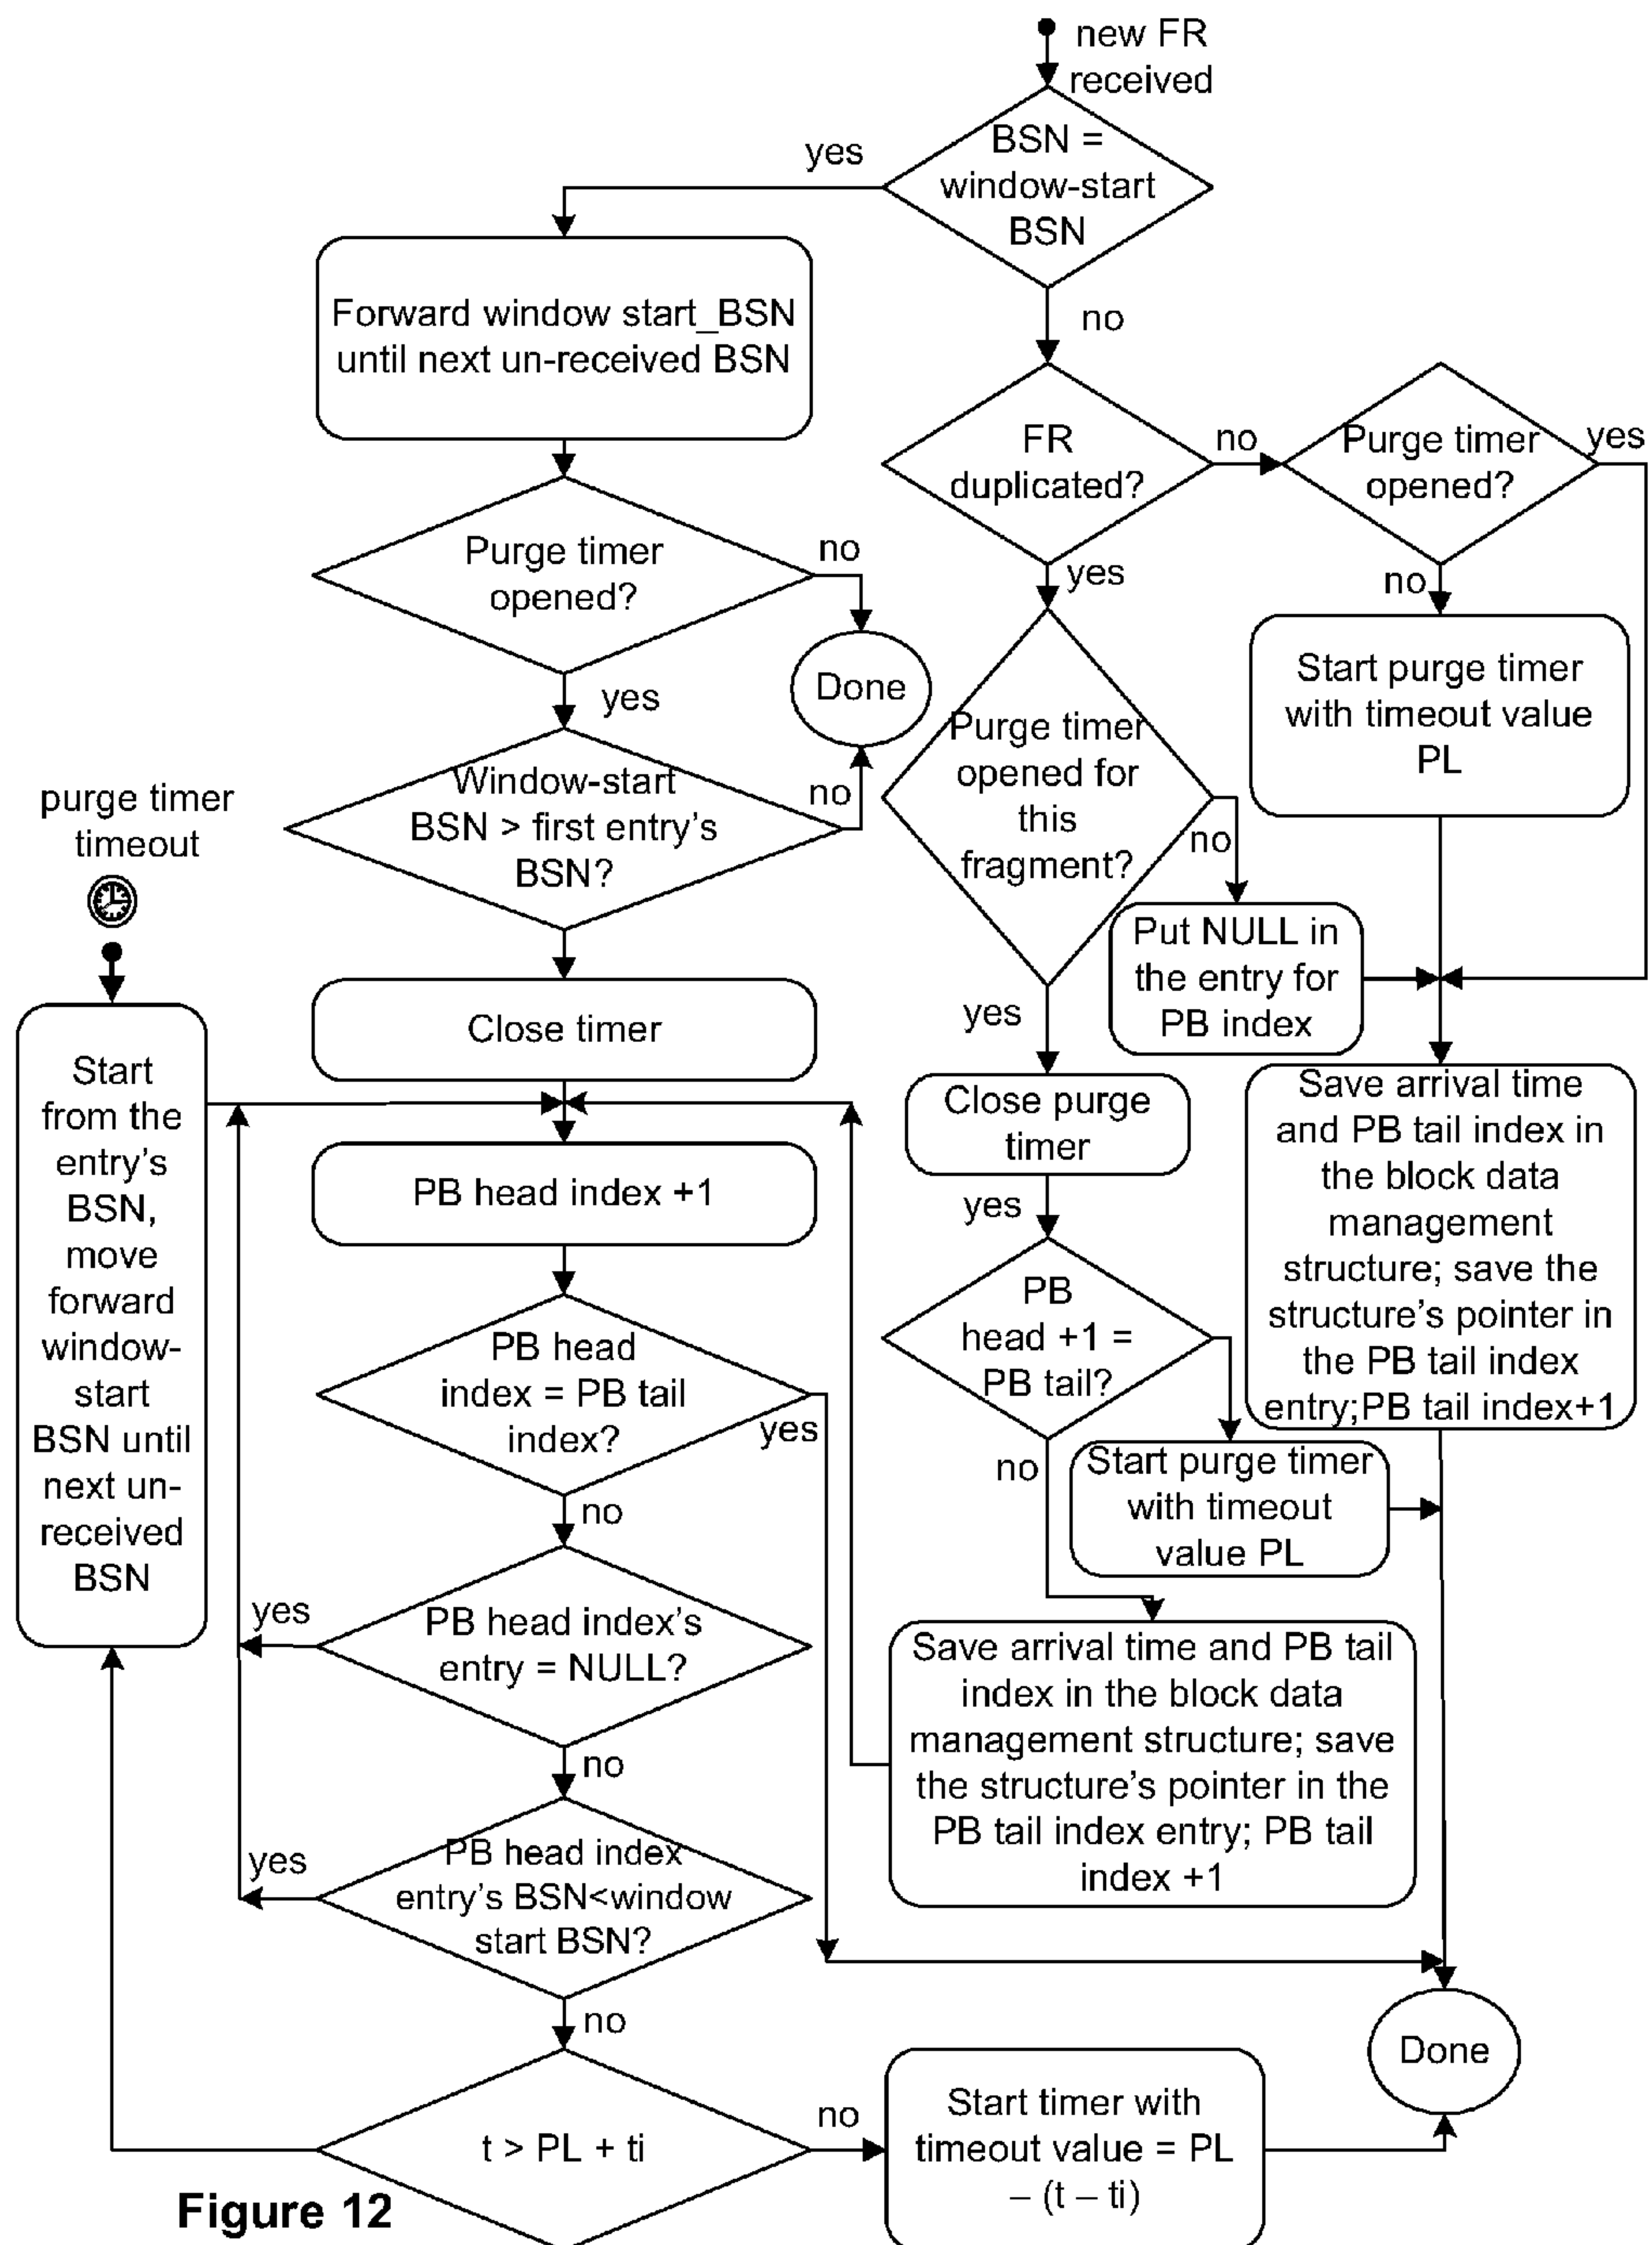 new FR
received
BSN =
window-start
BSN
yes
no
Forward window start_BSN
until next un-received BSN
FR
duplicated?
no
yes
Purge timer
opened?
yes
no
Purge timer
opened?
no
yes
Done
Start purge timer
with timeout value
PL
Purge timer
opened for
this
fragment?
no
yes
Window-start
BSN > first entry's
BSN?
no
purge timer
timeout
Put NULL in
the entry for
PB index
Close timer
Start
from the
entry's
BSN,
move
forward
window-
start
BSN until
next un-
received
BSN
Close purge
timer
yes
Save arrival time
and PB tail index in
the block data
management
structure; save the
structure's pointer in
the PB tail index
entry;PB tail index+1
PB head index +1
PB
head +1 =
PB tail?
no
PB head
index = PB tail
index?
yes
no
Start purge timer
with timeout
value PL
PB head index's
entry = NULL?
yes
no
Save arrival time and PB tail
index in the block data
management structure; save
the structure's pointer in the
PB tail index entry; PB tail
index +1
PB head index
entry's BSN<window
start BSN?
yes
no
Done
t > PL + ti
no
Start timer with
timeout value = PL
– (t – ti)
Figure 12